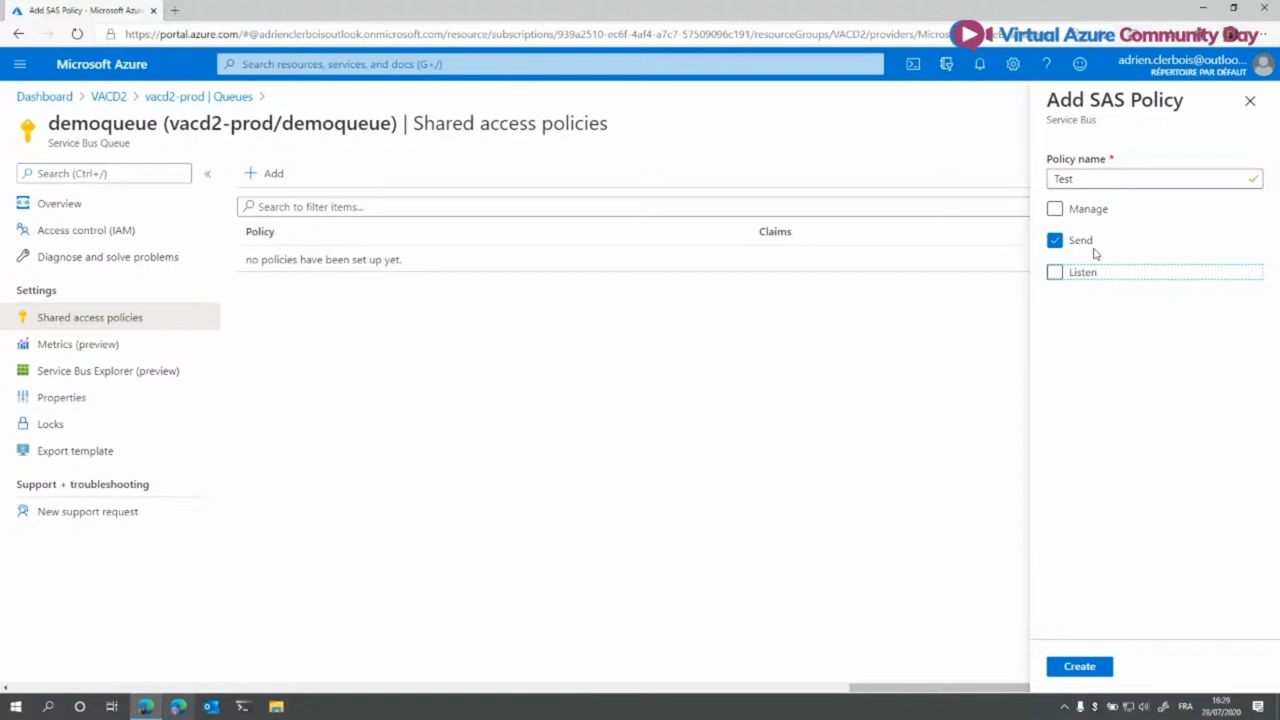 Add SAS Policy - Microsoft Azur
https://portal.azure.com/#@adrienclerboisoutlook.onmicrosoft.com/resource/subscriptions/939a2510-ec6f-4af4-a7c7-57509096c191/resourceGroups/VACD2/providers/Micros
Virtual Azure Community Day
Microsoft Azure
Search resources, services, and docs (G+/)
adrien.clerbois@outloo...
RÉPERTOIRE PAR DÉFAUT
Dashboard > VACD2 > vacd2-prod | Queues >
demoqueue (vacd2-prod/demoqueue) | Shared access policies
Service Bus Queue
Search (Ctrl+/)
«
Overview
Access control (IAM)
Diagnose and solve problems
Settings
Shared access policies
Metrics (preview)
Service Bus Explorer (preview)
Properties
Locks
Export template
Support + troubleshooting
New support request
+ Add
Search to filter items...
Policy Claims
no policies have been set up yet.
Add SAS Policy
Service Bus
Policy name *
Test
Manage
Send
Listen
Create
FRA
16:29
28/07/2020